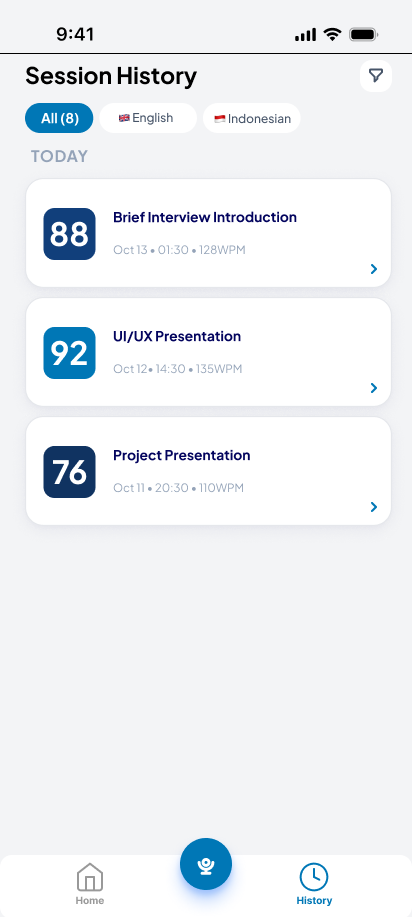 9:41
Session History
All (8)
English
Indonesian
TODAY
88
Brief Interview Introduction
Oct 13 • 01:30 • 128WPM
92
UI/UX Presentation
Oct 12• 14:30 • 135WPM
76
Project Presentation
Oct 11 • 20:30 • 110WPM
Home
History